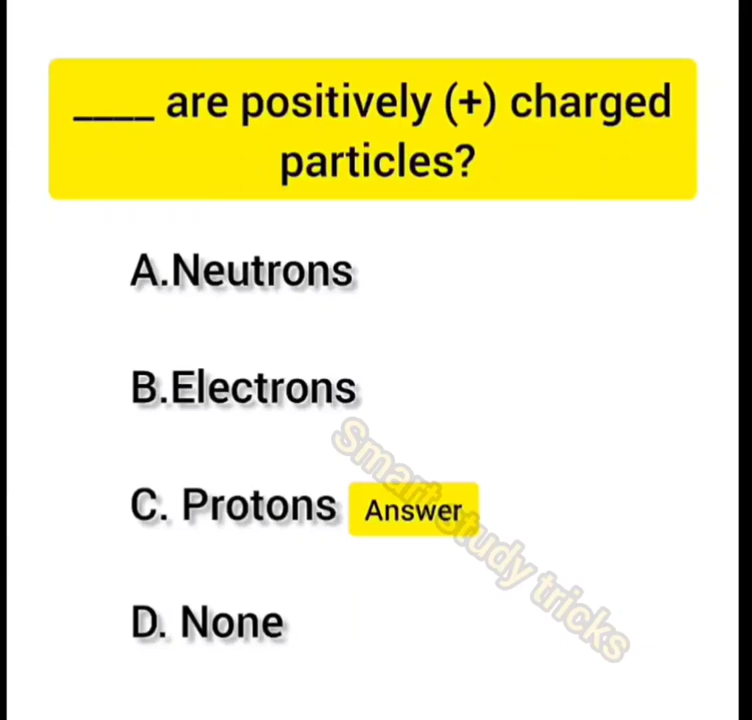 ____ are positively (+) charged
particles?
A.Neutrons
B.Electrons
C. Protons Answer
D. None
Smart study tricks